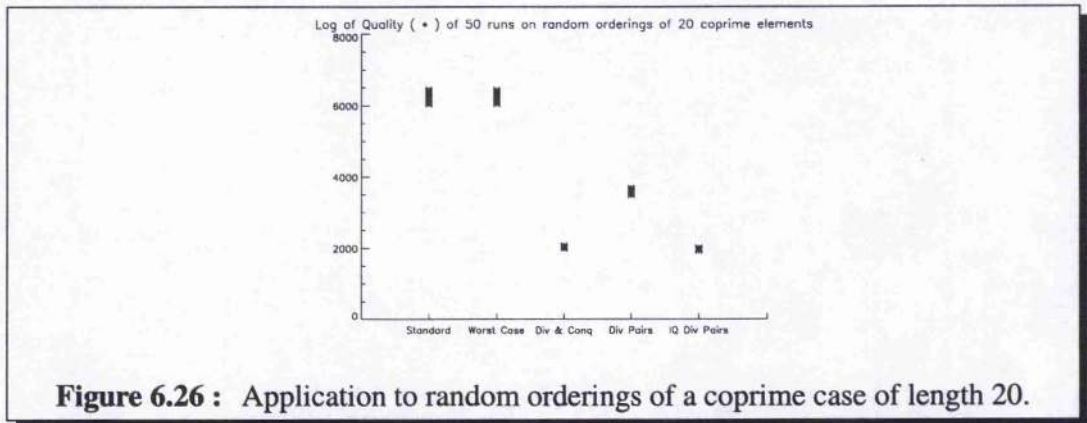 Log of Quality ( * ) of 50 runs on random orderings of 20 coprime elements
8000
6000
4000
2000
0
Standard Worst Case Div & Conq Div Pairs IQ Div Pairs
Figure 6.26 : Application to random orderings of a coprime case of length 20.